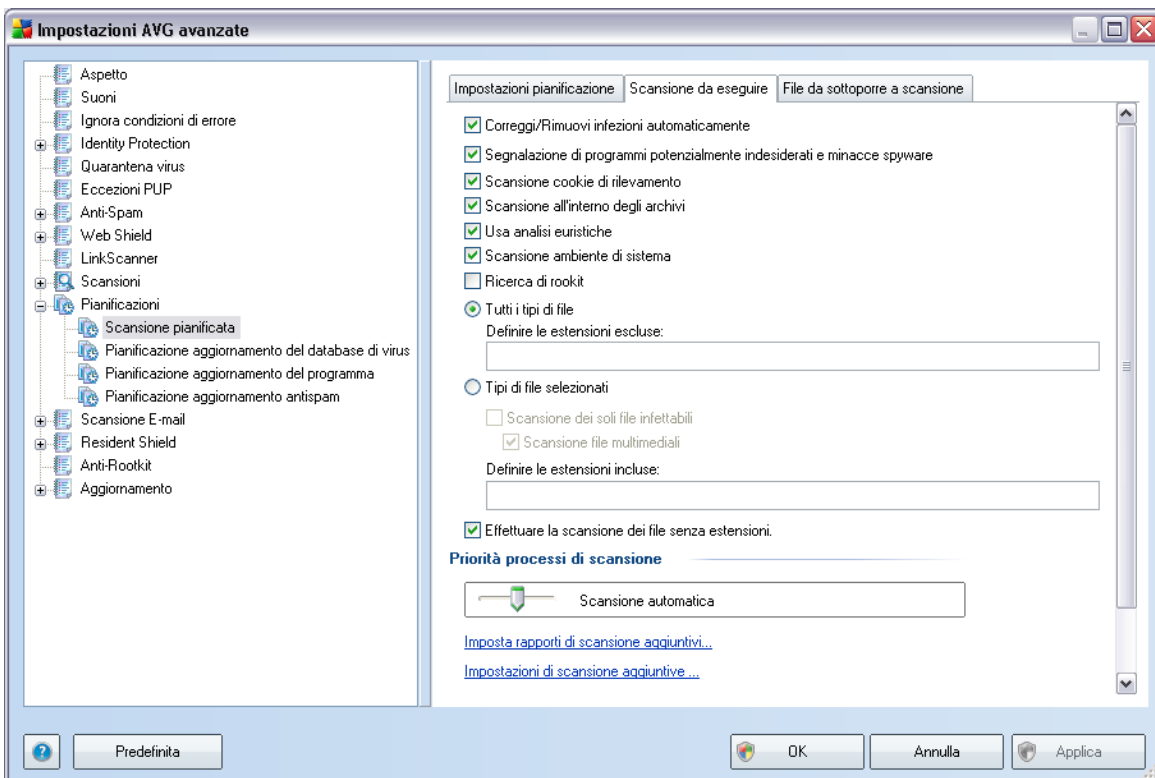 Impostazioni AVG avanzate
Aspetto
Suoni
Ignora condizioni di errore
Identity Protection
Quarantena virus
Eccezioni PUP
Anti-Spam
Web Shield
LinkScanner
Scansioni
Pianificazioni
Scansione pianificata
Pianificazione aggiornamento del database di virus
Pianificazione aggiornamento del programma
Pianificazione aggiornamento antispam
Scansione E-mail
Resident Shield
Anti-Rootkit
Aggiornamento
Impostazioni pianificazione
Scansione da eseguire
File da sottoporre a scansione
Correggi/Rimuovi infezioni automaticamente
Segnalazione di programmi potenzialmente indesiderati e minacce spyware
Scansione cookie di rilevamento
Scansione all'interno degli archivi
Usa analisi euristiche
Scansione ambiente di sistema
Ricerca di rookit
Tutti i tipi di file
Definire le estensioni escluse:
Tipi di file selezionati
Scansione dei soli file infettabili
Scansione file multimediali
Definire le estensioni incluse:
Effettuare la scansione dei file senza estensioni.
Priorità processi di scansione
Scansione automatica
Imposta rapporti di scansione aggiuntivi...
Impostazioni di scansione aggiuntive ...
Predefinita
OK
Annulla
Applica